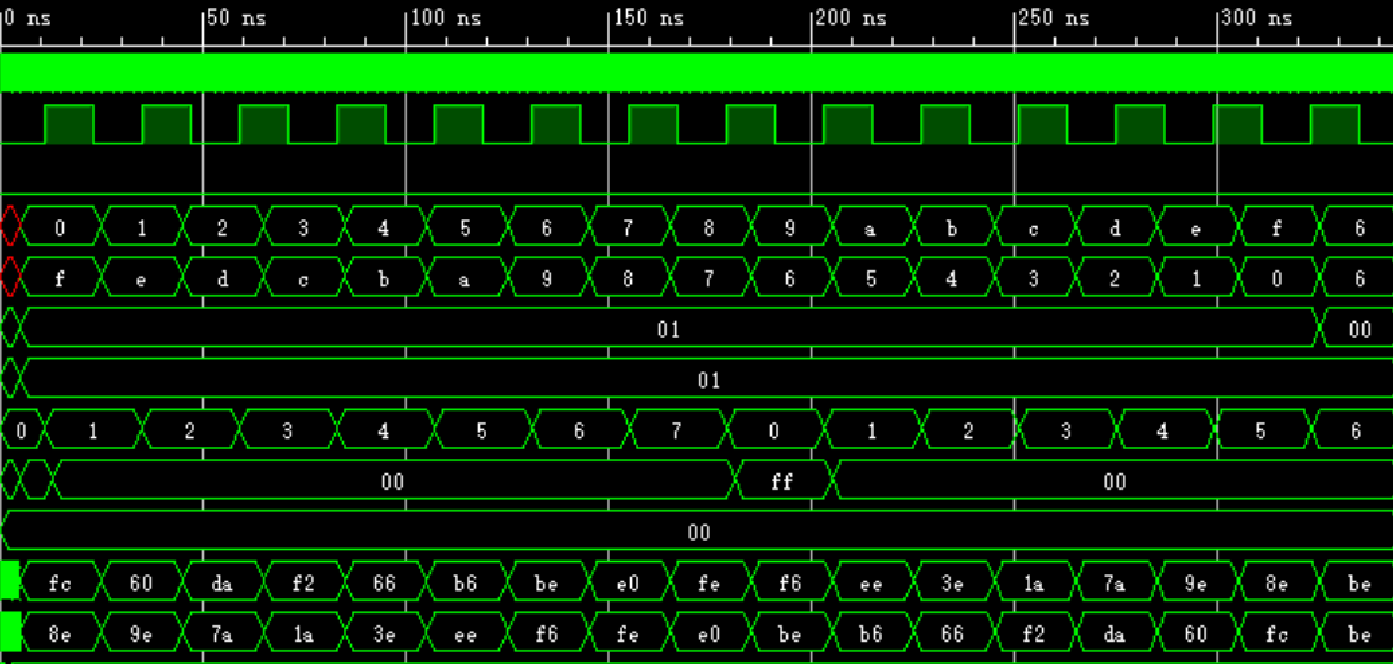 0 ns 50 ns 100 ns 150 ns 200 ns 250 ns 300 ns
0 1 2 3 4 5 6 7 8 9 a b c d e f 6
f e d c b a 9 8 7 6 5 4 3 2 1 0 6
01 00
01
0 1 2 3 4 5 6 7 0 1 2 3 4 5 6
00 ff 00
00
fc 60 da f2 66 b6 be e0 fe f6 ee 3e 1a 7a 9e 8e be
8e 9e 7a 1a 3e ee f6 fe e0 be b6 66 f2 da 60 fc be